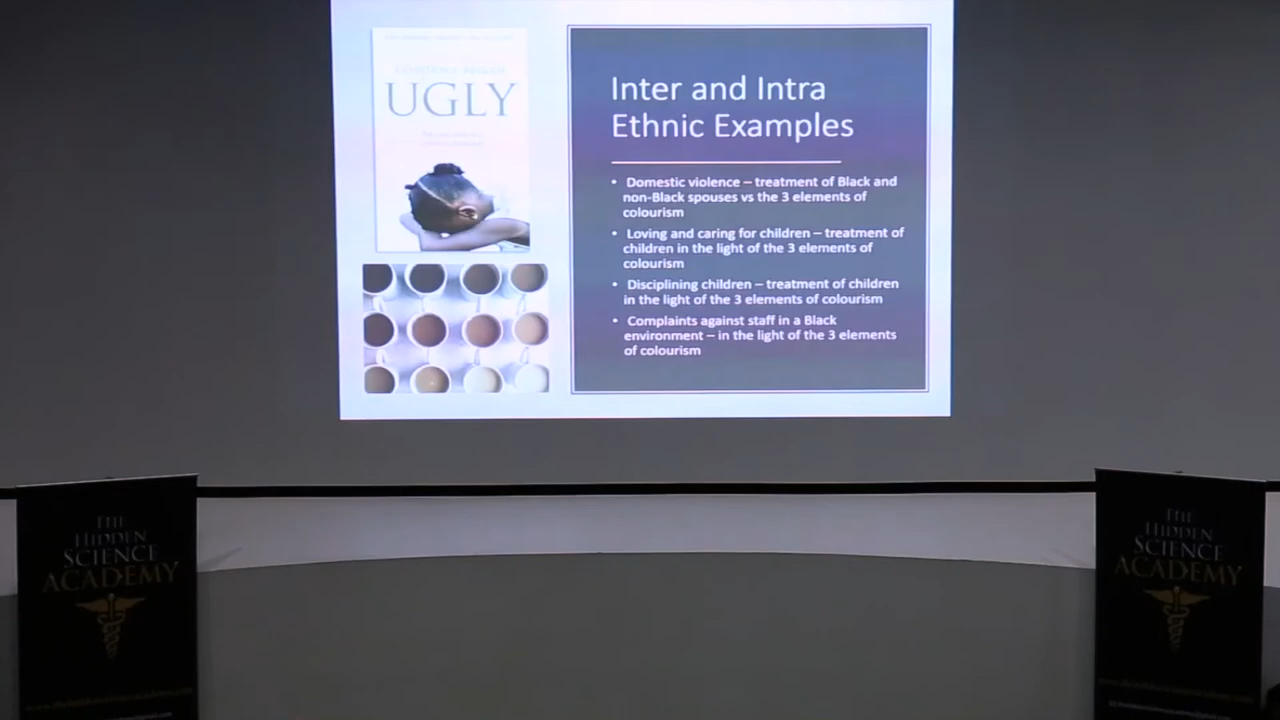 UGLY
Inter and Intra
Ethnic Examples
• Domestic violence – treatment of Black and
non-Black spouses vs the 3 elements of
colourism
• Loving and caring for children – treatment of
children in the light of the 3 elements of
colourism
• Disciplining children – treatment of children
in the light of the 3 elements of colourism
• Complaints against staff in a Black
environment – in the light of the 3 elements
of colourism
THE
HIDDEN
SCIENCE
ACADEMY
THE
HIDDEN
SCIENCE
ACADEMY